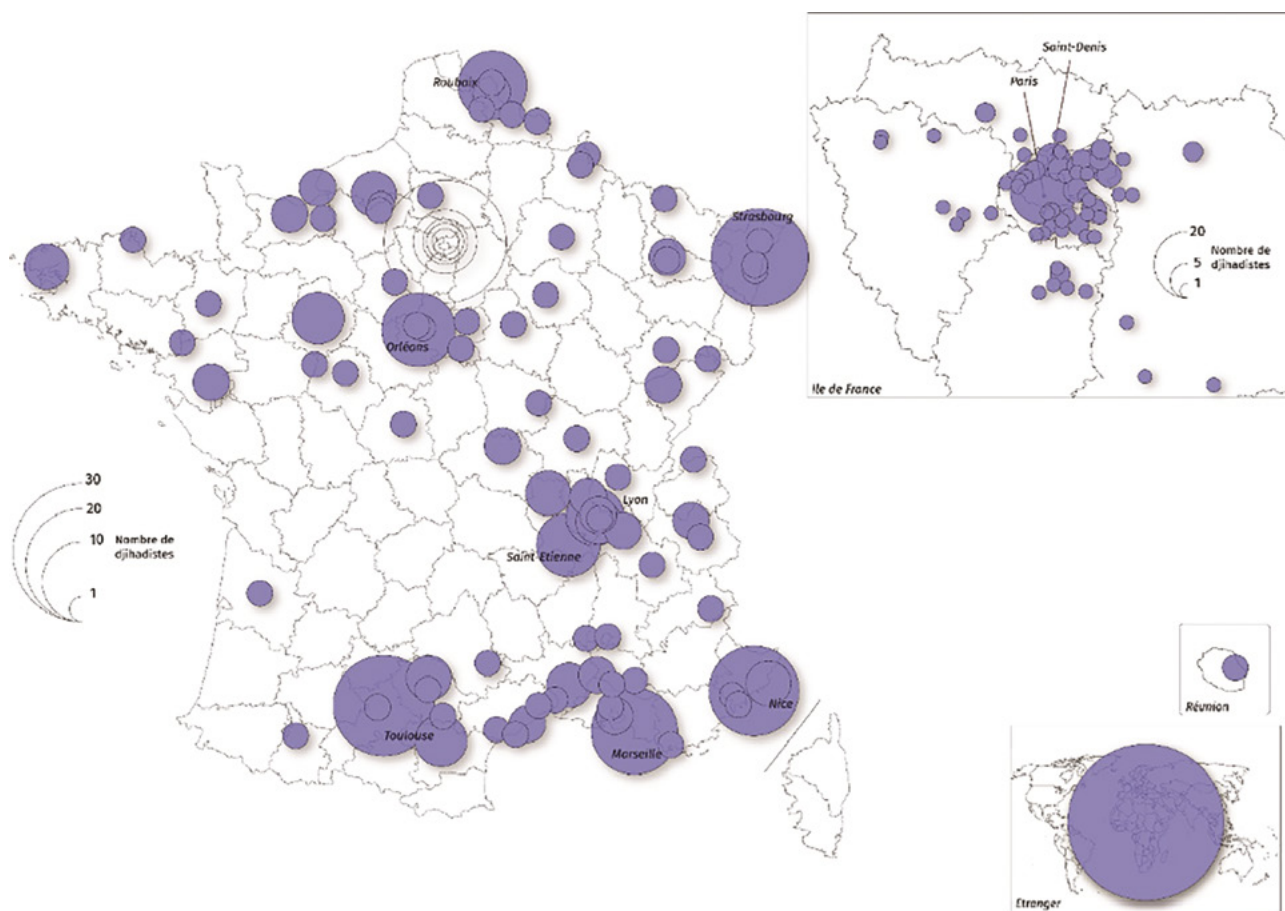 Roubaix
Strasbourg
Orléans
Lyon
Saint-Etienne
Toulouse
Marseille
Nice
30
20
10
Nombre de
djihadistes
1
Saint-Denis
Paris
20
Nombre de
djihadistes
5
1
Ile de France
Réunion
Etranger